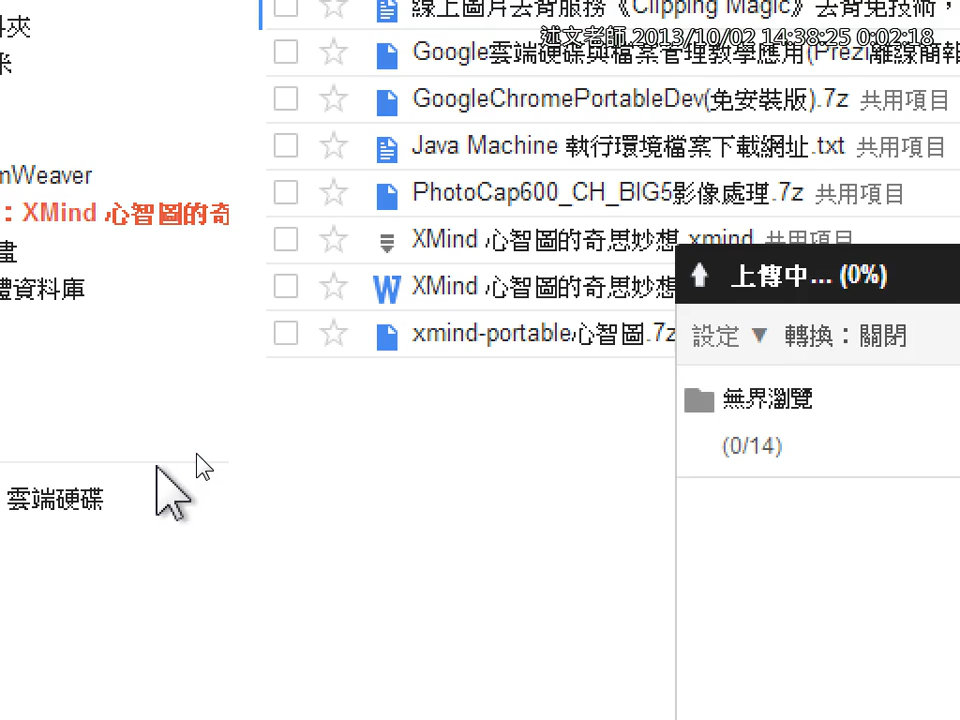 線上圖片去背服務《Clipping Magic》去背免技術，
述文老師 2013/10/02 14:38:25 0:02:18
Google雲端硬碟與檔案管理教學應用(Prezi離線簡報
GoogleChromePortableDev(免安裝版).7z 共用項目
Java Machine 執行環境檔案下載網址.txt 共用項目
PhotoCap600_CH_BIG5影像處理.7z 共用項目
XMind 心智圖的奇思妙想.xmind 共用項目
XMind 心智圖的奇思妙想
xmind-portable心智圖.7z
料夾
mWeaver
：XMind 心智圖的奇
畫
體資料庫
雲端硬碟
上傳中... (0%)
設定 ▼ 轉換：關閉
無界瀏覽
(0/14)